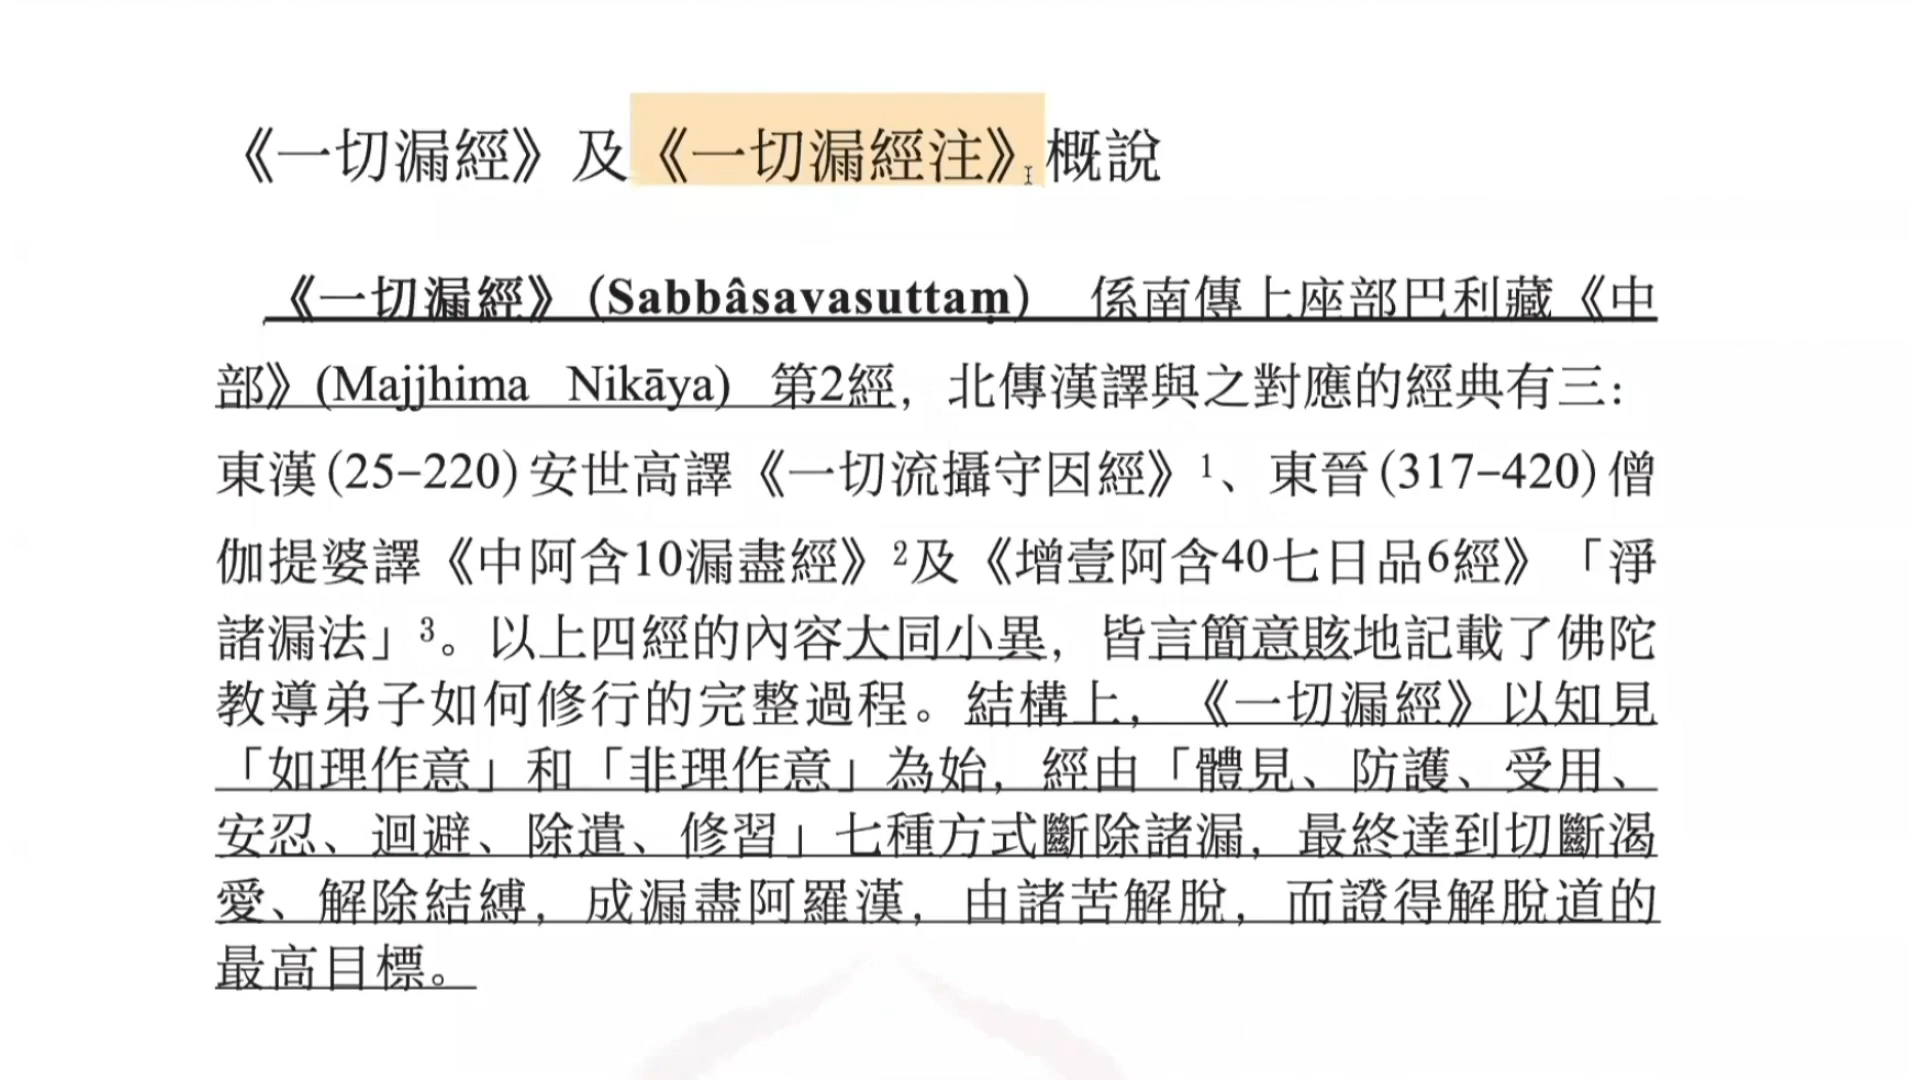 《一切漏經》及《一切漏經注》概說
《一切漏經》(Sabbâsavasuttaṃ) 係南傳上座部巴利藏《中
部》(Majjhima Nikāya) 第2經，北傳漢譯與之對應的經典有三：
東漢(25–220)安世高譯《一切流攝守因經》1、東晉(317–420)僧
伽提婆譯《中阿含10漏盡經》2及《增壹阿含40七日品6經》「淨
諸漏法」3。以上四經的內容大同小異，皆言簡意賅地記載了佛陀
教導弟子如何修行的完整過程。結構上，《一切漏經》以知見
「如理作意」和「非理作意」為始，經由「體見、防護、受用、
安忍、迴避、除遣、修習」七種方式斷除諸漏，最終達到切斷渴
愛、解除結縛，成漏盡阿羅漢，由諸苦解脫，而證得解脫道的
最高目標。